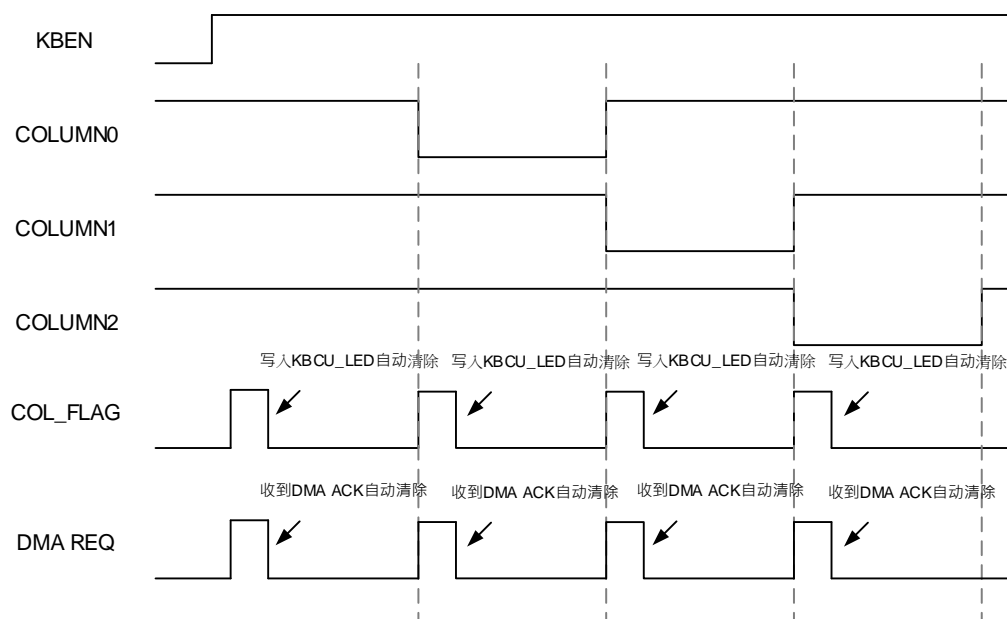 KBEN
COLUMN0
COLUMN1
COLUMN2
写入KBCU_LED自动清除 写入KBCU_LED自动清除 写入KBCU_LED自动清除 写入KBCU_LED自动清除
COL_FLAG
收到DMA ACK自动清除 收到DMA ACK自动清除 收到DMA ACK自动清除 收到DMA ACK自动清除
DMA REQ